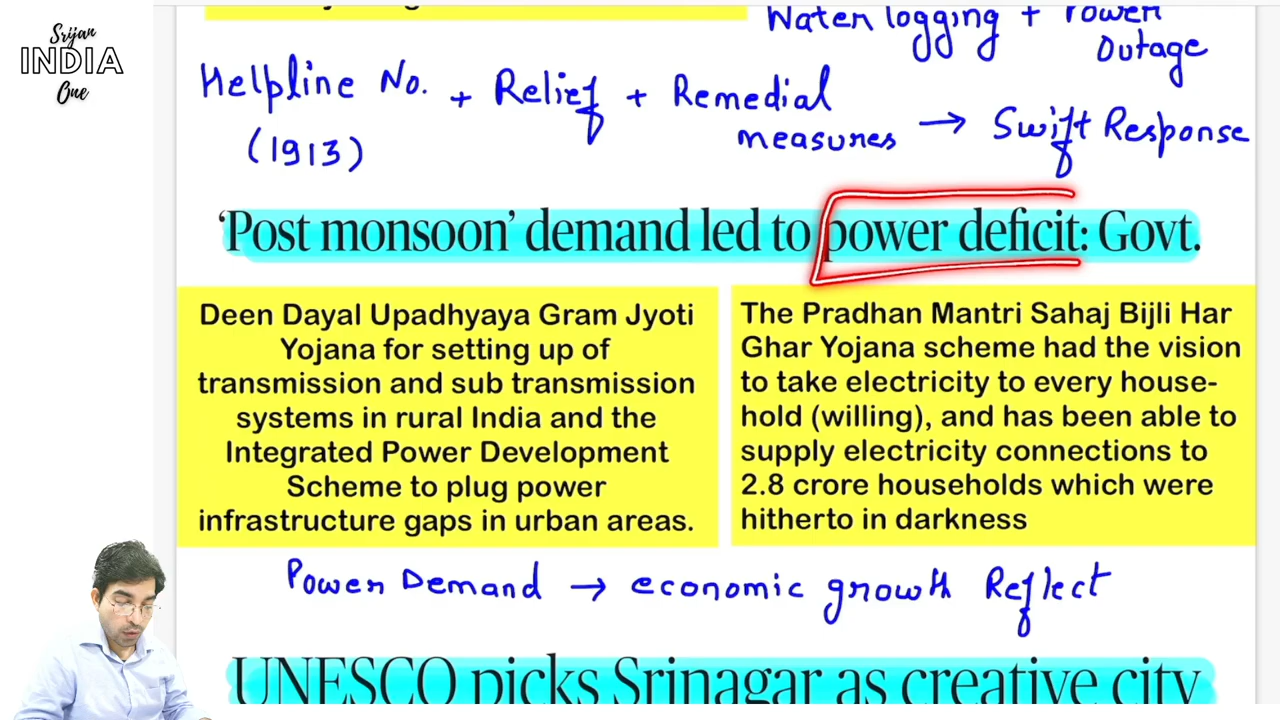 Srijan
INDIA
One
Water logging + Power
Outage
Helpline No. + Relief + Remedial
measures → Swift Response
(1913)
‘Post monsoon’ demand led to power deficit: Govt.
Deen Dayal Upadhyaya Gram Jyoti
Yojana for setting up of
transmission and sub transmission
systems in rural India and the
Integrated Power Development
Scheme to plug power
infrastructure gaps in urban areas.
The Pradhan Mantri Sahaj Bijli Har
Ghar Yojana scheme had the vision
to take electricity to every house-
hold (willing), and has been able to
supply electricity connections to
2.8 crore households which were
hitherto in darkness
Power Demand → economic growth Reflect
UNESCO picks Srinagar as creative city